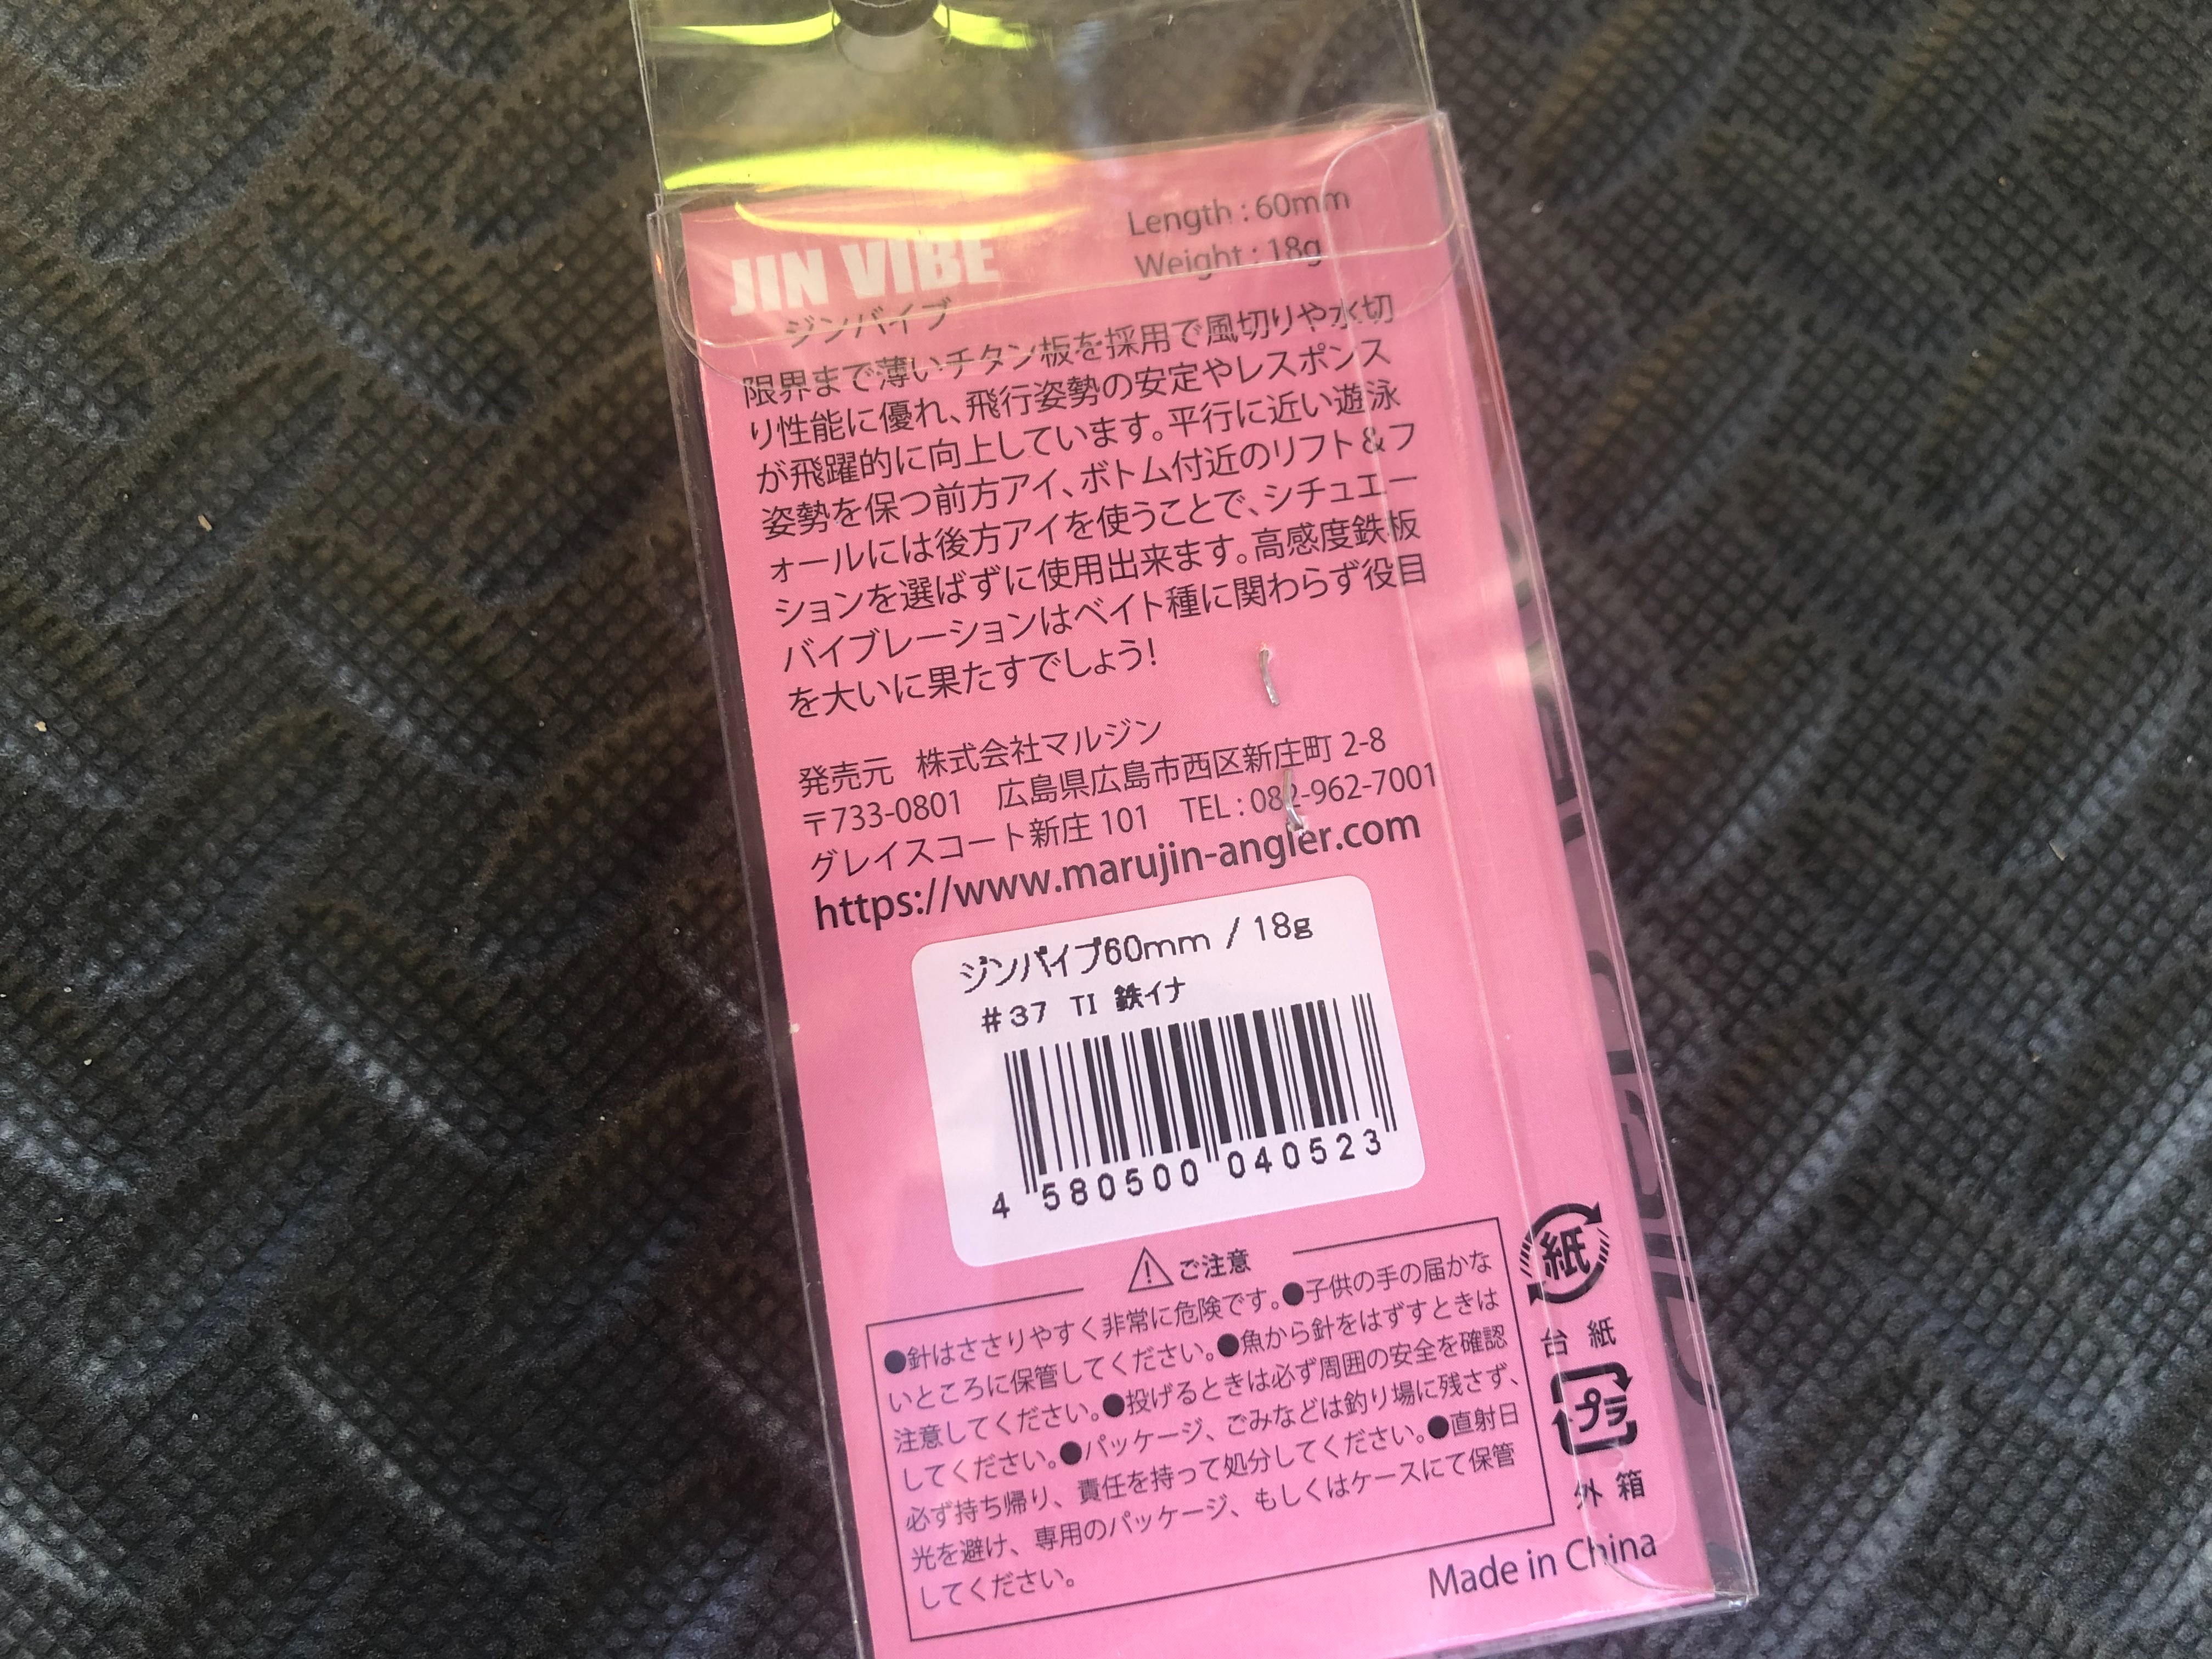 JIN VIBE
ジンバイブ
Length : 60mm
Weight : 18g
限界まで薄いチタン板を採用で風切りや水切
り性能に優れ、飛行姿勢の安定やレスポンス
が飛躍的に向上しています。平行に近い遊泳
姿勢を保つ前方アイ、ボトム付近のリフト&フ
ォールには後方アイを使うことで、シチュエー
ションを選ばずに使用出来ます。高感度鉄板
バイブレーションはベイト種に関わらず役目
を大いに果たすでしょう!
発売元 株式会社マルジン
〒733-0801 広島県広島市西区新庄町 2-8
グレイスコート新庄 101 TEL : 082-962-7001
https://www.marujin-angler.com
ジンバイブ60mm / 18g
#37 TI 鉄イナ
4 580500 040523
ご注意
●針はささりやすく非常に危険です。●子供の手の届かな
いところに保管してください。●魚から針をはずすときは
注意してください。●投げるときは必ず周囲の安全を確認
してください。●パッケージ、ごみなどは釣り場に残さず、
必ず持ち帰り、責任を持って処分してください。●直射日
光を避け、専用のパッケージ、もしくはケースにて保管
してください。
紙
台紙
プラ
外箱
Made in China